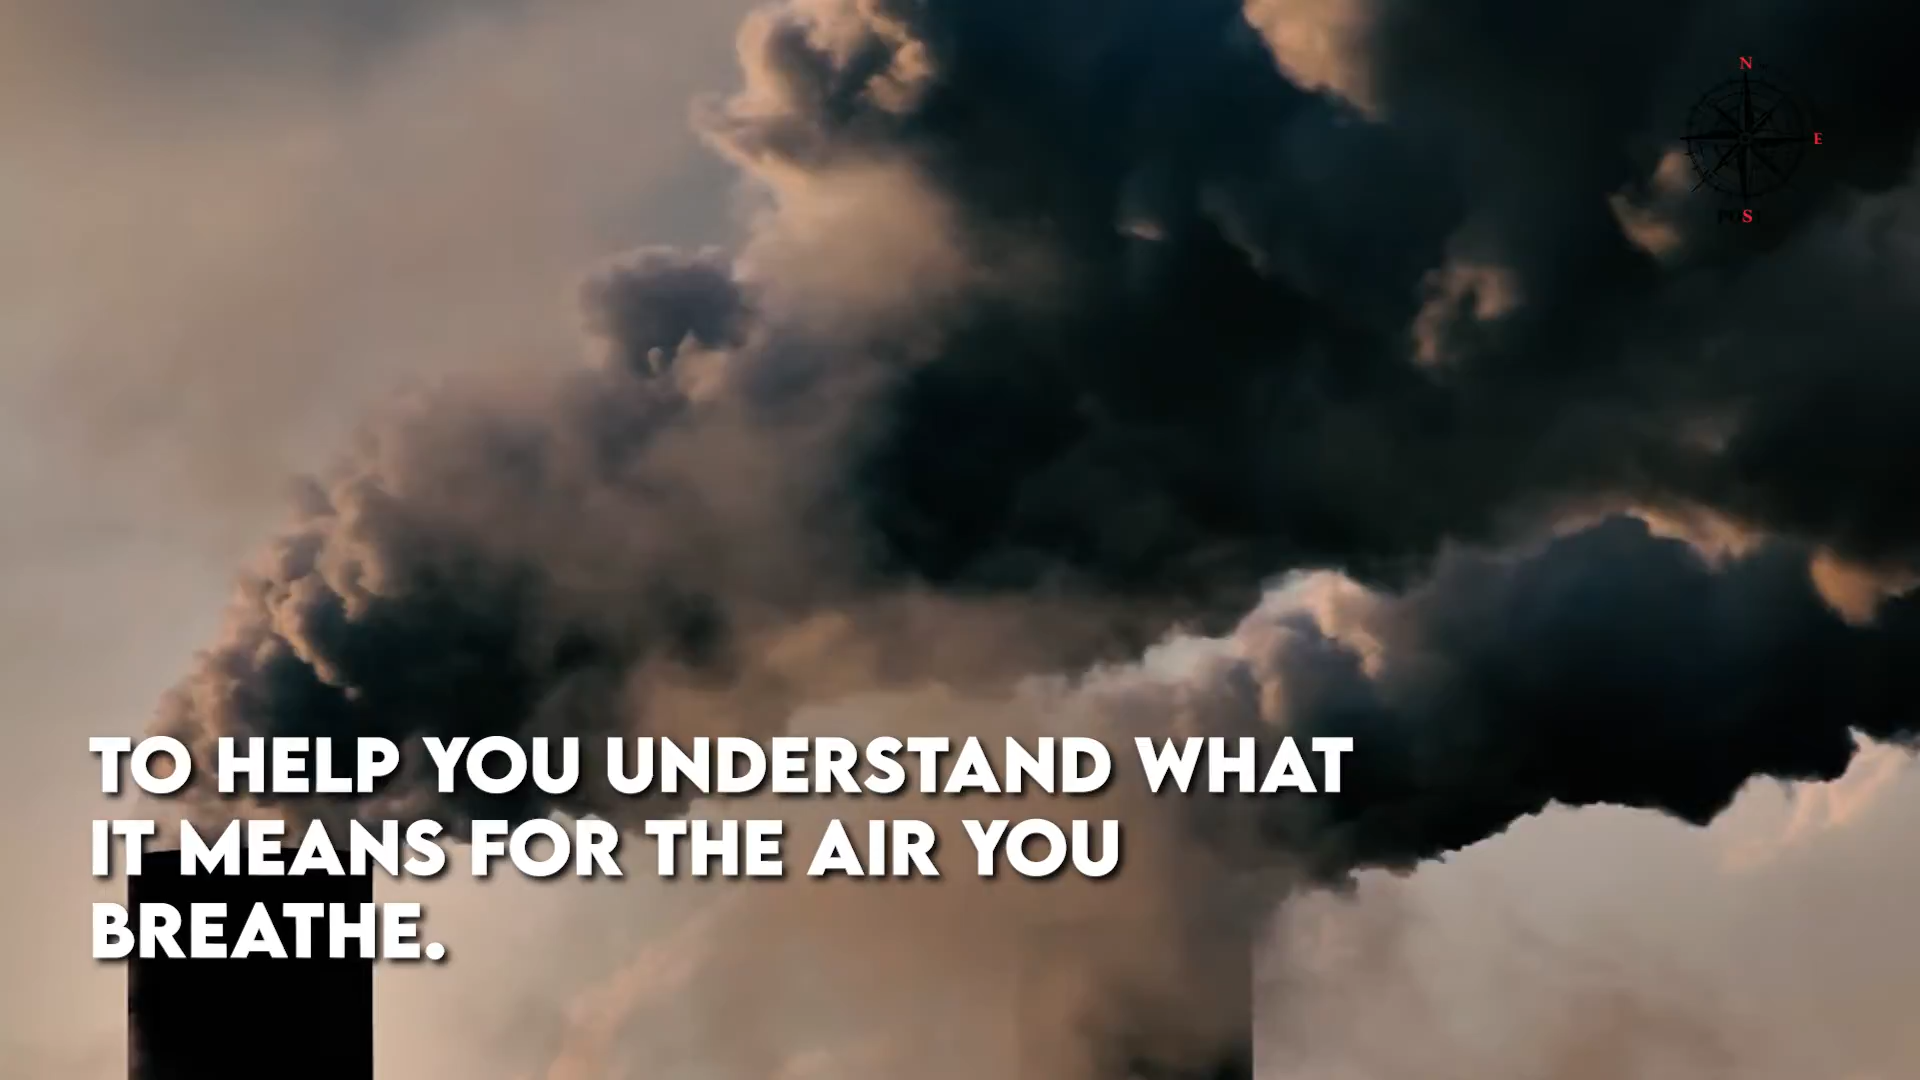 N
E
S
TO HELP YOU UNDERSTAND WHAT
IT MEANS FOR THE AIR YOU
BREATHE.